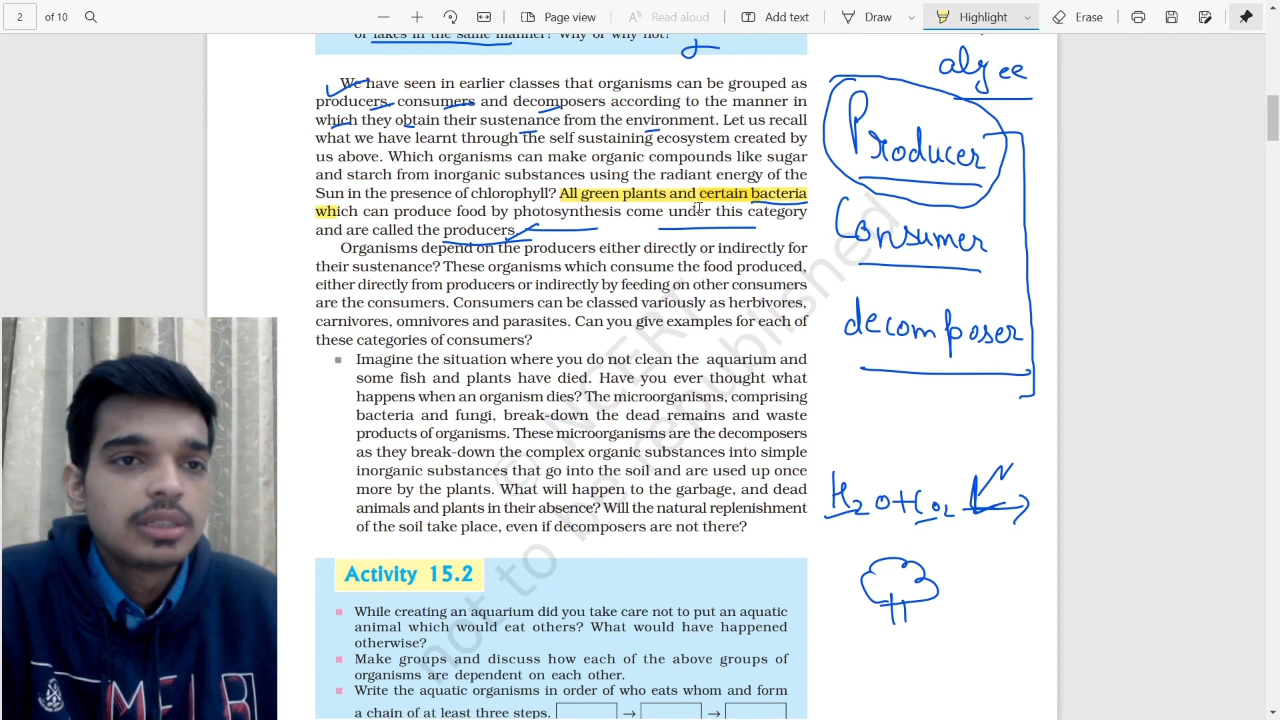 2
of 10
Page view
Read aloud
Add text
Draw
Highlight
Erase
of lakes in the same manner? Why or why not?
We have seen in earlier classes that organisms can be grouped as
producers, consumers and decomposers according to the manner in
which they obtain their sustenance from the environment. Let us recall
what we have learnt through the self sustaining ecosystem created by
us above. Which organisms can make organic compounds like sugar
and starch from inorganic substances using the radiant energy of the
Sun in the presence of chlorophyll? All green plants and certain bacteria
which can produce food by photosynthesis come under this category
and are called the producers.
Organisms depend on the producers either directly or indirectly for
their sustenance? These organisms which consume the food produced,
either directly from producers or indirectly by feeding on other consumers
are the consumers. Consumers can be classed variously as herbivores,
carnivores, omnivores and parasites. Can you give examples for each of
these categories of consumers?
Imagine the situation where you do not clean the aquarium and
some fish and plants have died. Have you ever thought what
happens when an organism dies? The microorganisms, comprising
bacteria and fungi, break-down the dead remains and waste
products of organisms. These microorganisms are the decomposers
as they break-down the complex organic substances into simple
inorganic substances that go into the soil and are used up once
more by the plants. What will happen to the garbage, and dead
animals and plants in their absence? Will the natural replenishment
of the soil take place, even if decomposers are not there?
Activity 15.2
While creating an aquarium did you take care not to put an aquatic
animal which would eat others? What would have happened
otherwise?
Make groups and discuss how each of the above groups of
organisms are dependent on each other.
Write the aquatic organisms in order of who eats whom and form
a chain of at least three steps. → →
© NCERT
not to be republished
algee
Producer
Consumer
decomposer
H2O+CO2
MELB